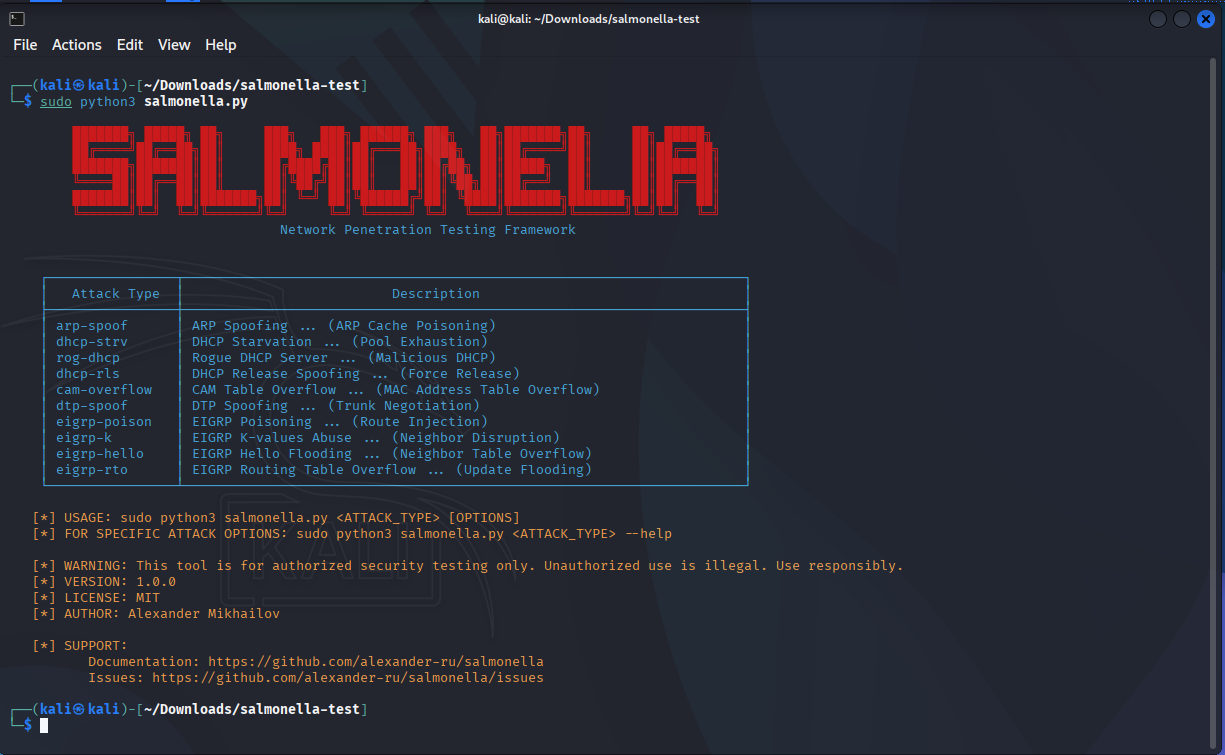 kali@kali: ~/Downloads/salmonella-test
File Actions Edit View Help
┌──(kali㉿kali)-[~/Downloads/salmonella-test]
└─$ sudo python3 salmonella.py
SALMONELLA
Network Penetration Testing Framework
Attack Type │ Description
arp-spoof │ ARP Spoofing ... (ARP Cache Poisoning)
dhcp-strv │ DHCP Starvation ... (Pool Exhaustion)
rog-dhcp │ Rogue DHCP Server ... (Malicious DHCP)
dhcp-rls │ DHCP Release Spoofing ... (Force Release)
cam-overflow │ CAM Table Overflow ... (MAC Address Table Overflow)
dtp-spoof │ DTP Spoofing ... (Trunk Negotiation)
eigrp-poison │ EIGRP Poisoning ... (Route Injection)
eigrp-k │ EIGRP K-values Abuse ... (Neighbor Disruption)
eigrp-hello │ EIGRP Hello Flooding ... (Neighbor Table Overflow)
eigrp-rto │ EIGRP Routing Table Overflow ... (Update Flooding)
[*] USAGE: sudo python3 salmonella.py <ATTACK_TYPE> [OPTIONS]
[*] FOR SPECIFIC ATTACK OPTIONS: sudo python3 salmonella.py <ATTACK_TYPE> --help
[*] WARNING: This tool is for authorized security testing only. Unauthorized use is illegal. Use responsibly.
[*] VERSION: 1.0.0
[*] LICENSE: MIT
[*] AUTHOR: Alexander Mikhailov
[*] SUPPORT:
Documentation: https://github.com/alexander-ru/salmonella
Issues: https://github.com/alexander-ru/salmonella/issues
┌──(kali㉿kali)-[~/Downloads/salmonella-test]
└─$
KALI